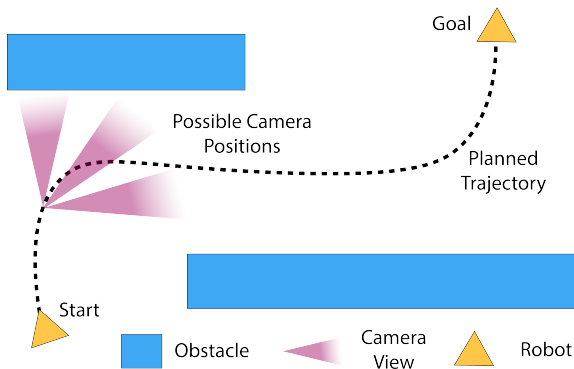 Goal
Possible Camera
Positions
Planned
Trajectory
Start
Obstacle
Camera
View
Robot